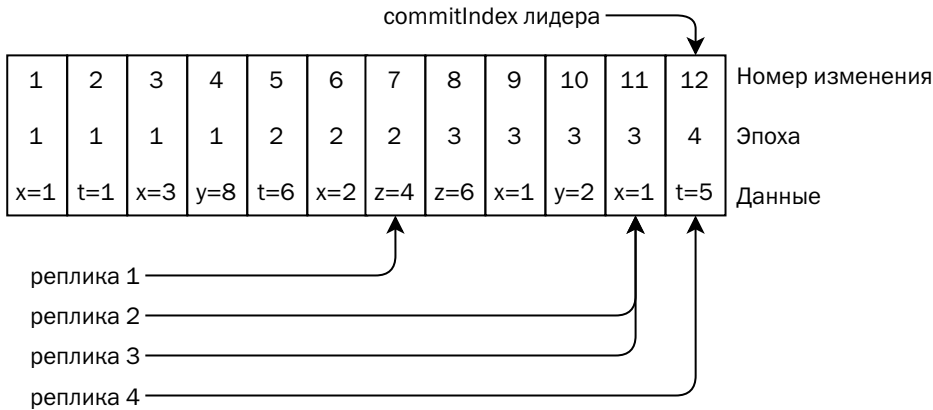 commitIndex лидера
1 2 3 4 5 6 7 8 9 10 11 12 Номер изменения
1 1 1 1 2 2 2 3 3 3 3 4 Эпоха
x=1 t=1 x=3 y=8 t=6 x=2 z=4 z=6 x=1 y=2 x=1 t=5 Данные
реплика 1
реплика 2
реплика 3
реплика 4